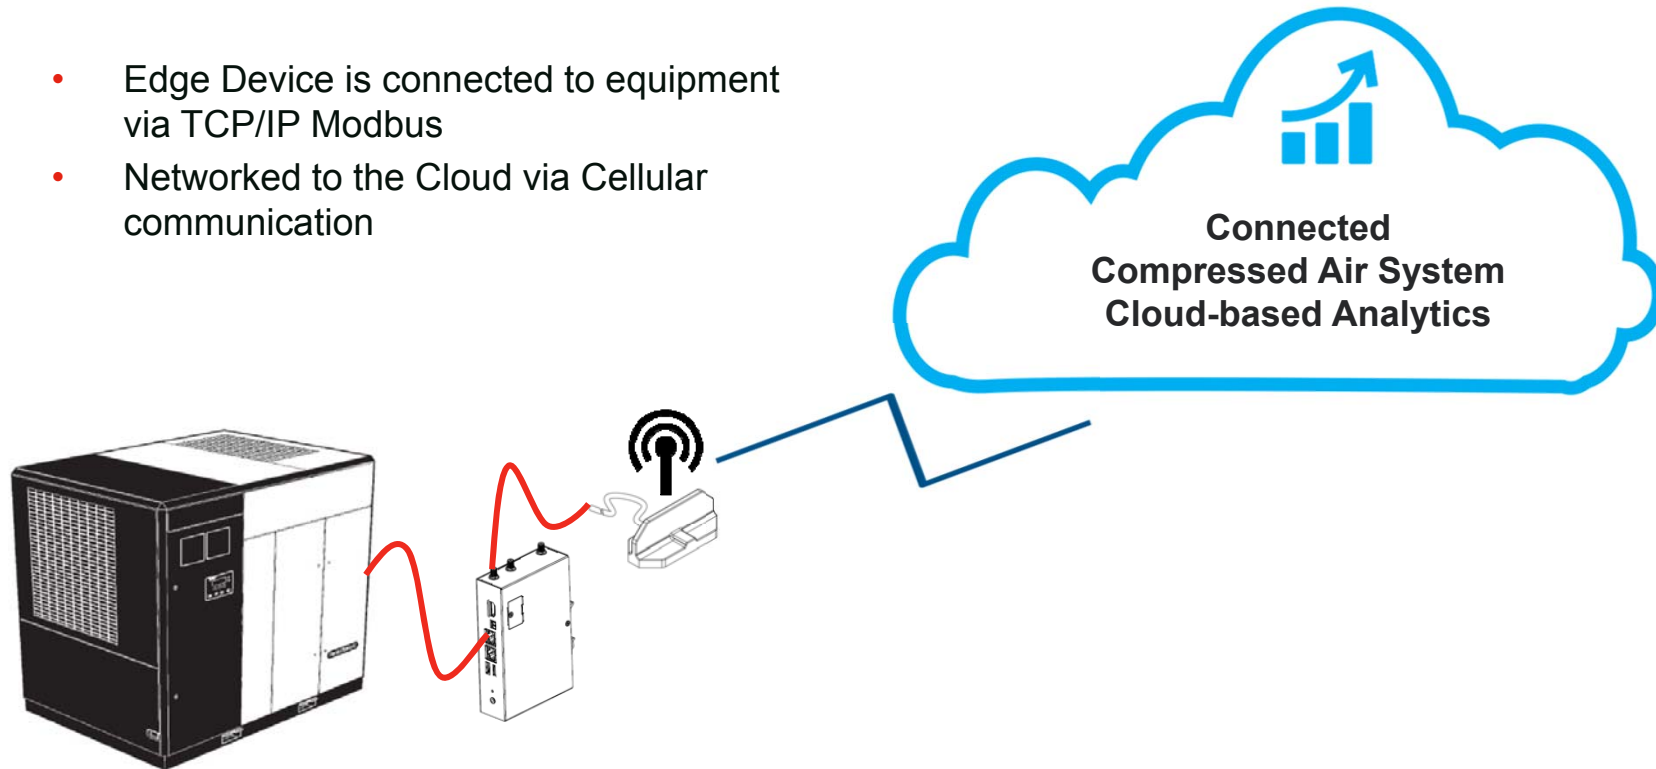 • Edge Device is connected to equipment
via TCP/IP Modbus
• Networked to the Cloud via Cellular
communication
Connected
Compressed Air System
Cloud-based Analytics